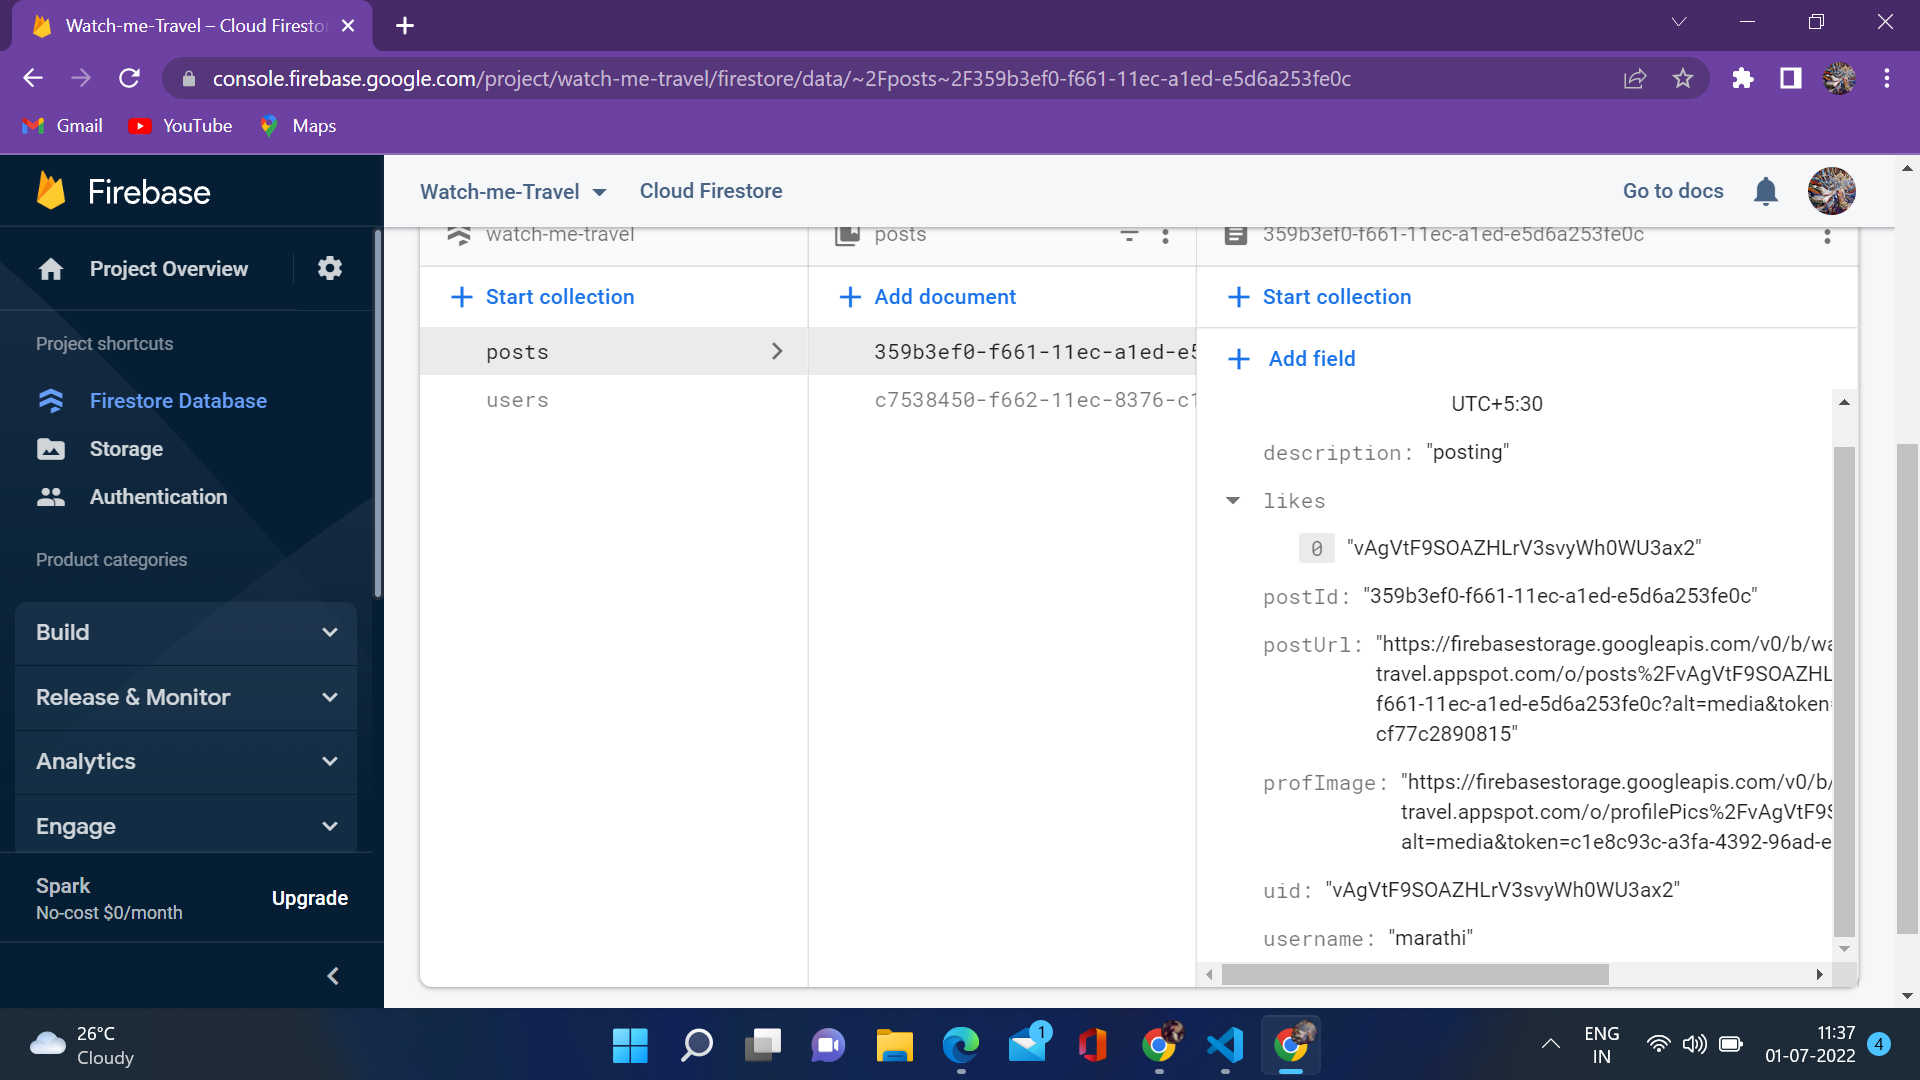 Watch-me-Travel – Cloud Firesto
console.firebase.google.com/project/watch-me-travel/firestore/data/~2Fposts~2F359b3ef0-f661-11ec-a1ed-e5d6a253fe0c
Gmail YouTube Maps
Firebase
Watch-me-Travel
Cloud Firestore
Go to docs
Project Overview
Project shortcuts
Firestore Database
Storage
Authentication
Product categories
Build
Release & Monitor
Analytics
Engage
Spark
No-cost $0/month
Upgrade
watch-me-travel
Start collection
posts
users
posts
Add document
359b3ef0-f661-11ec-a1ed-e5
c7538450-f662-11ec-8376-c1
359b3ef0-f661-11ec-a1ed-e5d6a253fe0c
Start collection
Add field
UTC+5:30
description: "posting"
likes
0 "vAgVtF9SOAZHLrV3svyWh0WU3ax2"
postId: "359b3ef0-f661-11ec-a1ed-e5d6a253fe0c"
postUrl: "https://firebasestorage.googleapis.com/v0/b/wa
travel.appspot.com/o/posts%2FvAgVtF9SOAZHL
f661-11ec-a1ed-e5d6a253fe0c?alt=media&token=
cf77c2890815"
profImage: "https://firebasestorage.googleapis.com/v0/b/
travel.appspot.com/o/profilePics%2FvAgVtF9S
alt=media&token=c1e8c93c-a3fa-4392-96ad-e
uid: "vAgVtF9SOAZHLrV3svyWh0WU3ax2"
username: "marathi"
26°C
Cloudy
1
ENG
IN
11:37
01-07-2022
4